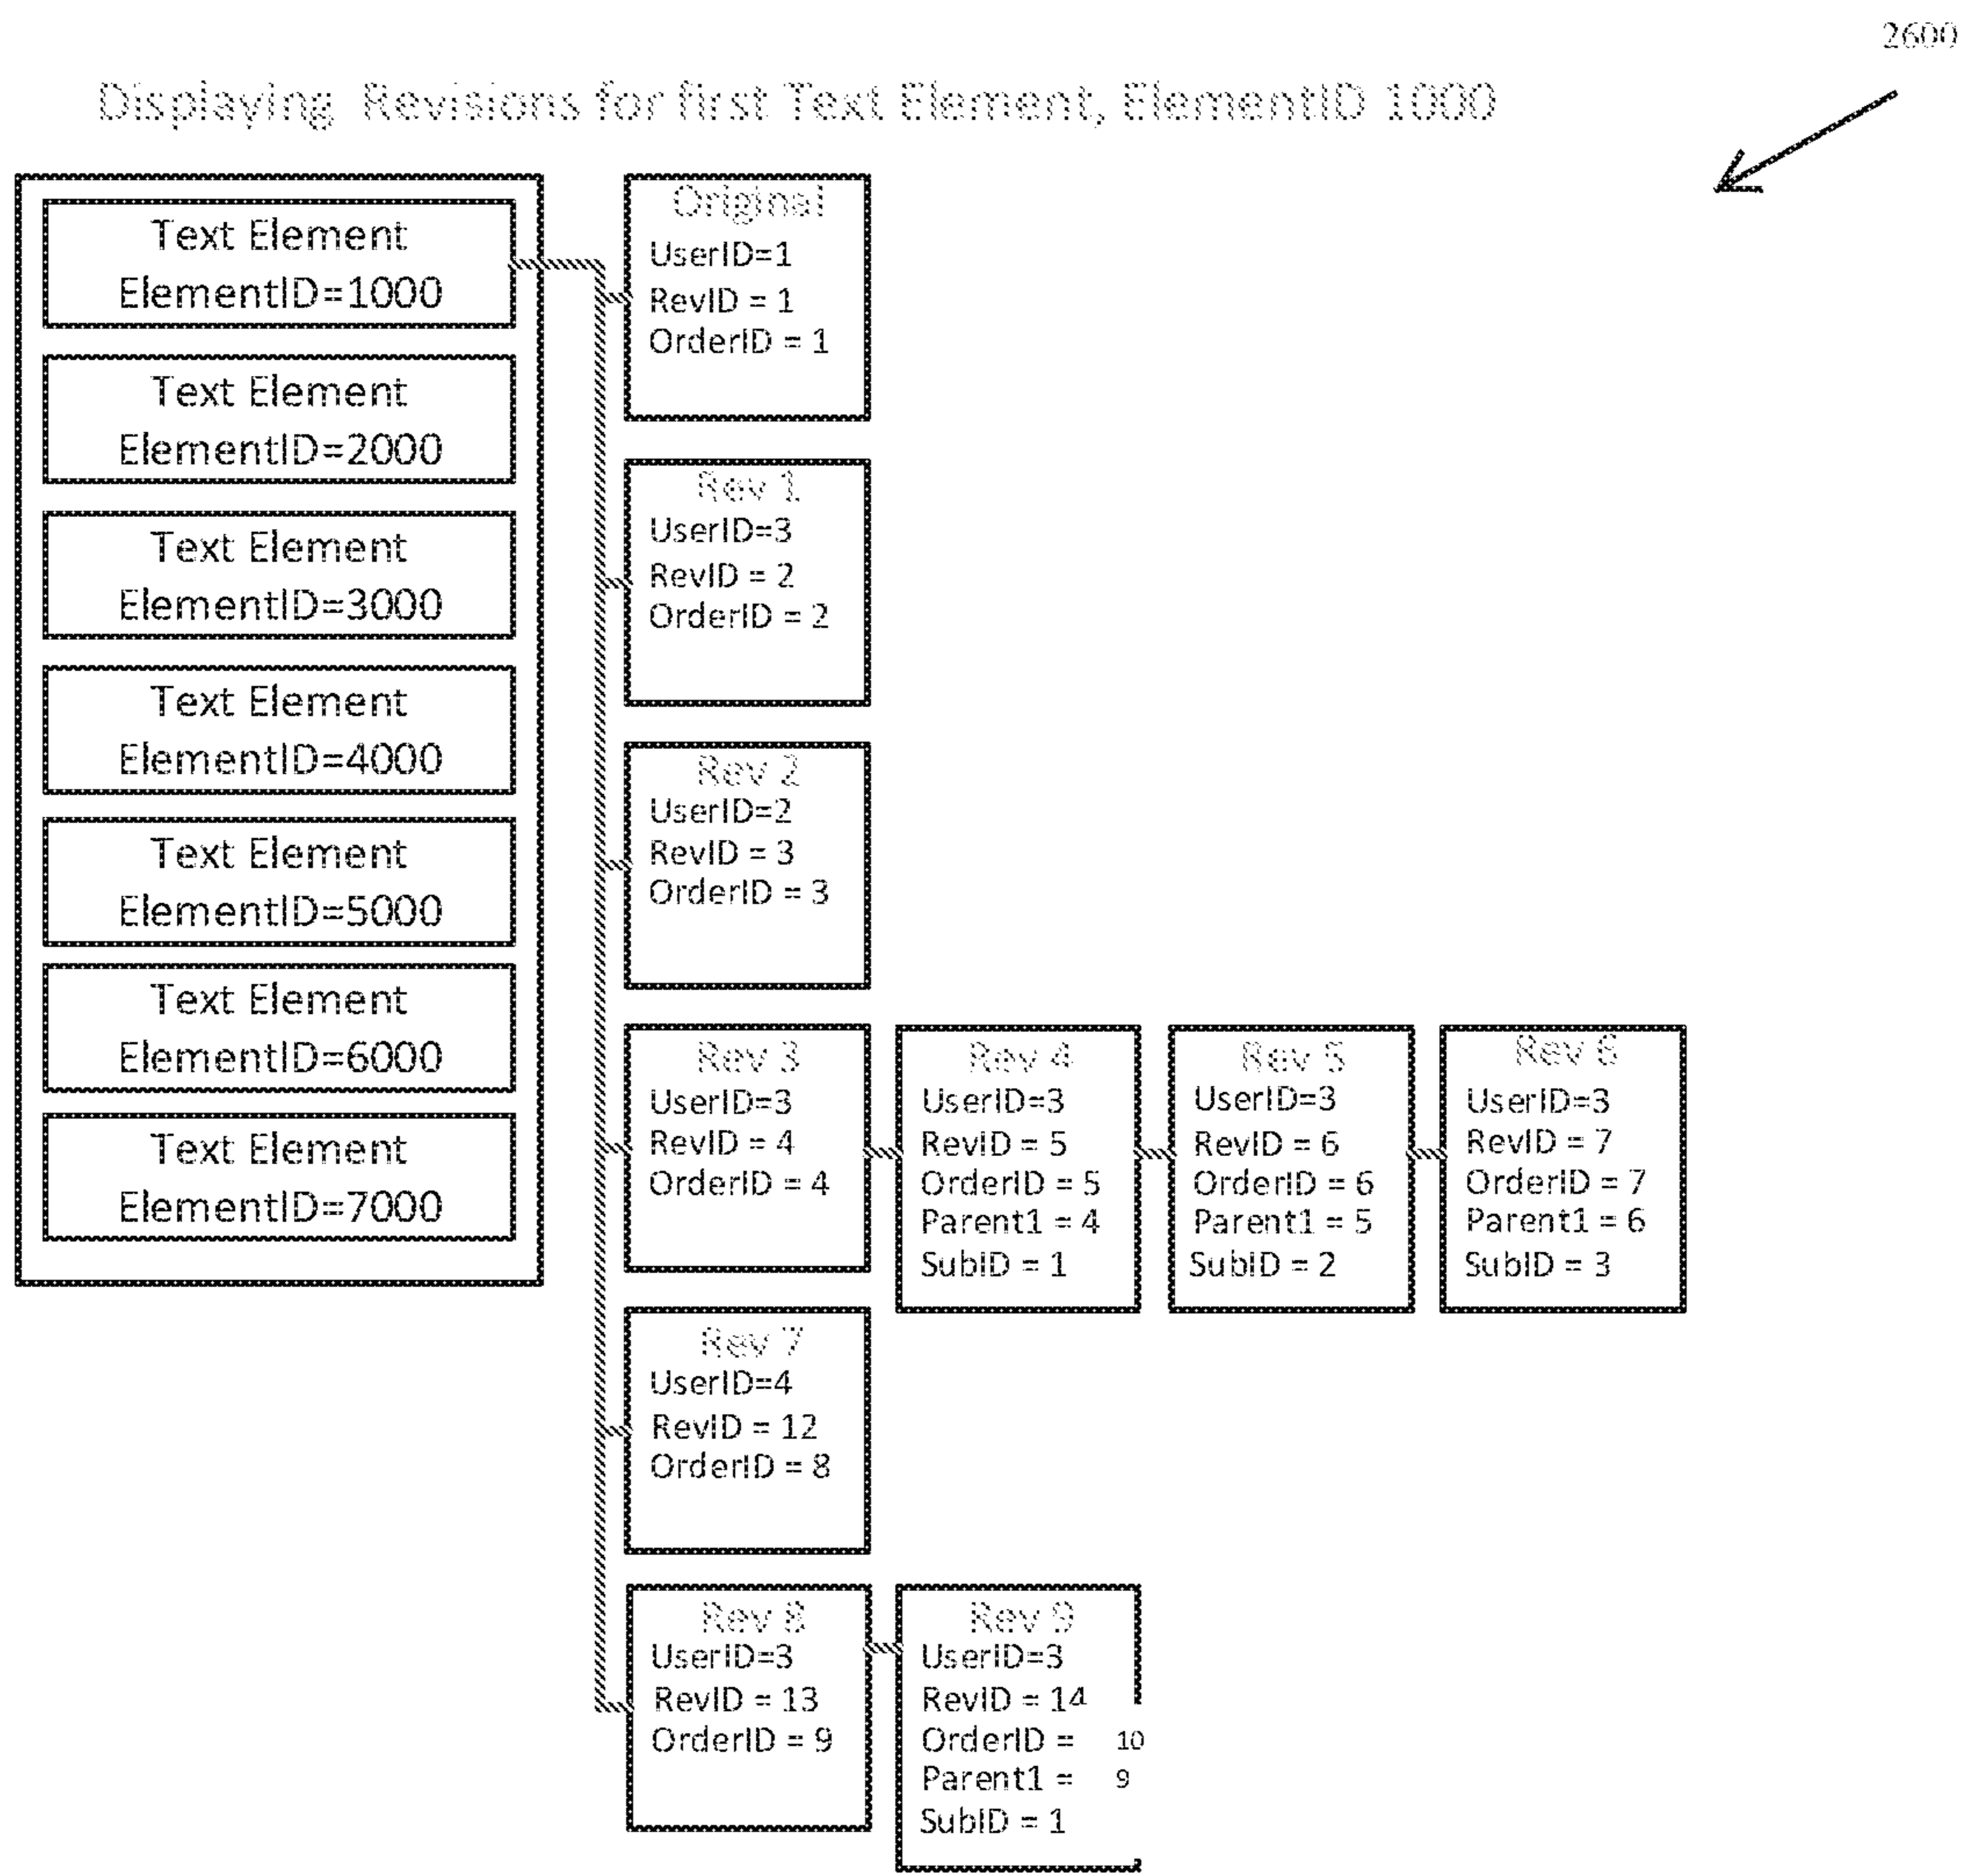 2600
Displaying Revisions for first Text Element, ElementID 1000
Text Element
ElementID=1000
Text Element
ElementID=2000
Text Element
ElementID=3000
Text Element
ElementID=4000
Text Element
ElementID=5000
Text Element
ElementID=6000
Text Element
ElementID=7000
Original
UserID=1
RevID = 1
OrderID = 1
Rev 1
UserID=3
RevID = 2
OrderID = 2
Rev 2
UserID=2
RevID = 3
OrderID = 3
Rev 3
UserID=3
RevID = 4
OrderID = 4
Rev 4
UserID=3
RevID = 5
OrderID = 5
Parent1 = 4
SubID = 1
Rev 5
UserID=3
RevID = 6
OrderID = 6
Parent1 = 5
SubID = 2
Rev 6
UserID=3
RevID = 7
OrderID = 7
Parent1 = 6
SubID = 3
Rev 7
UserID=4
RevID = 12
OrderID = 8
Rev 8
UserID=3
RevID = 13
OrderID = 9
Rev 9
UserID=3
RevID = 14
OrderID = 10
Parent1 = 9
SubID = 1